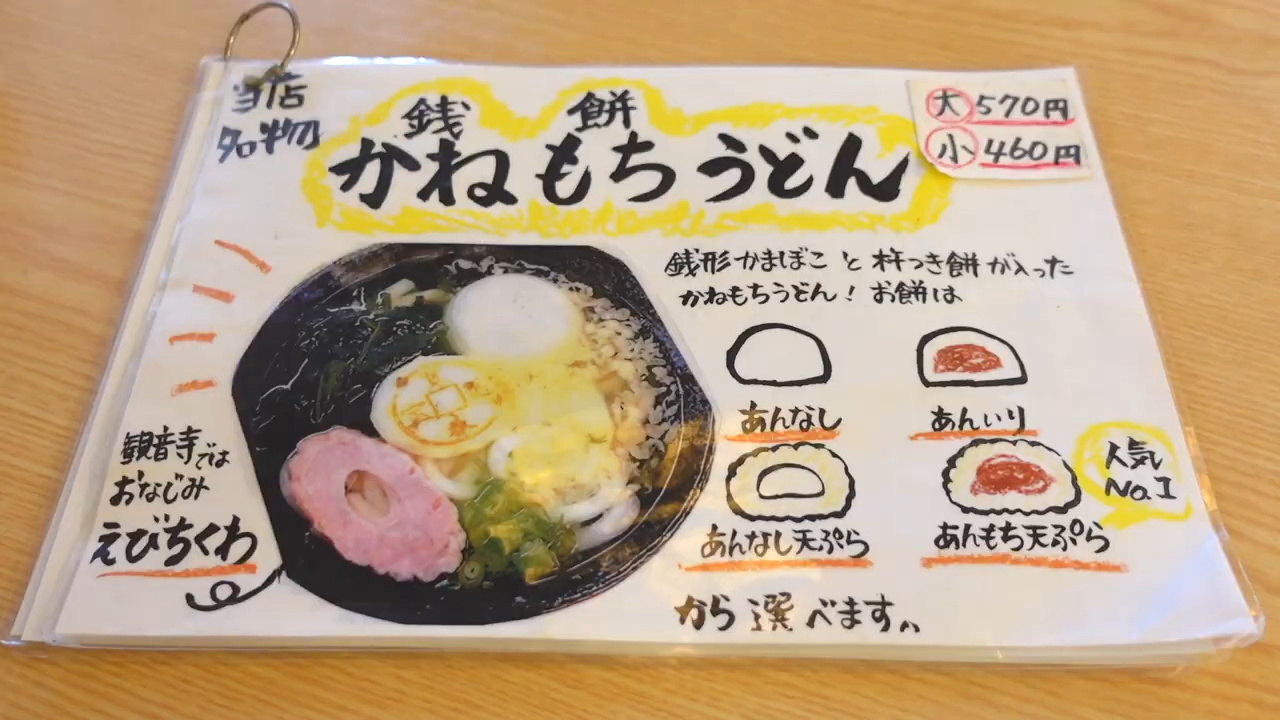 当店
名物
銭 餅
かねもちうどん
大 570円
小 460円
銭形かまぼこと杵つき餅が入った
かねもちうどん! お餅は
あんなし
あんいり
あんなし天ぷら
あんもち天ぷら
人気
No.1
から選べます。
観音寺では
おなじみ
えびちくわ